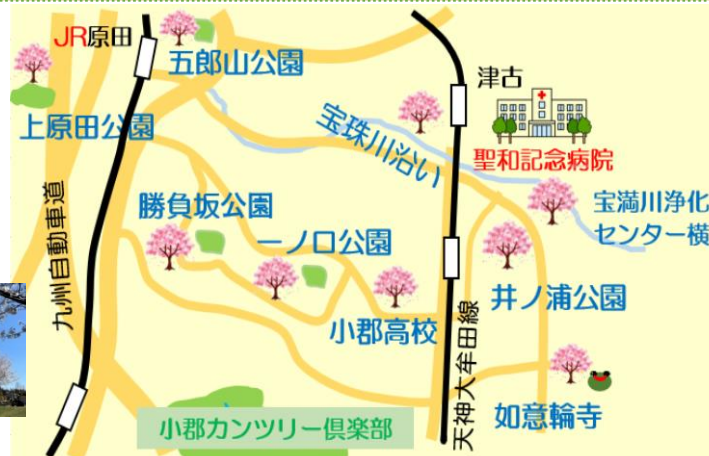 JR原田
五郎山公園
津古
上原田公園
宝珠川沿い
聖和記念病院
勝負坂公園
宝満川浄化
センター横
九州自動車道
一ノ口公園
井ノ浦公園
小郡高校
天神大牟田線
如意輪寺
小郡カンツリー倶楽部